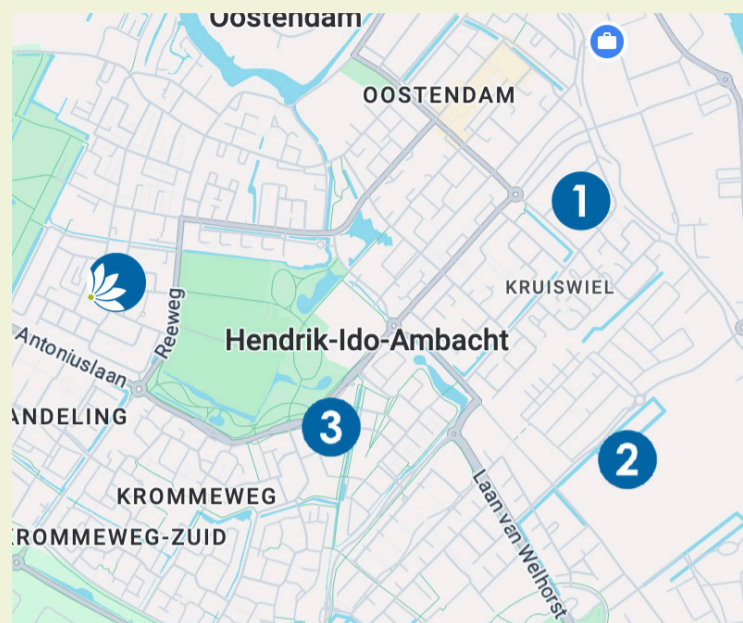 Oostendam
OOSTENDAM
1
KRUISWIEL
Reeweg
Hendrik-Ido-Ambacht
Antoniuslaan
ANDELING
3
2
KROMMEWEG
Laan van Welhorst
KROMMEWEG-ZUID